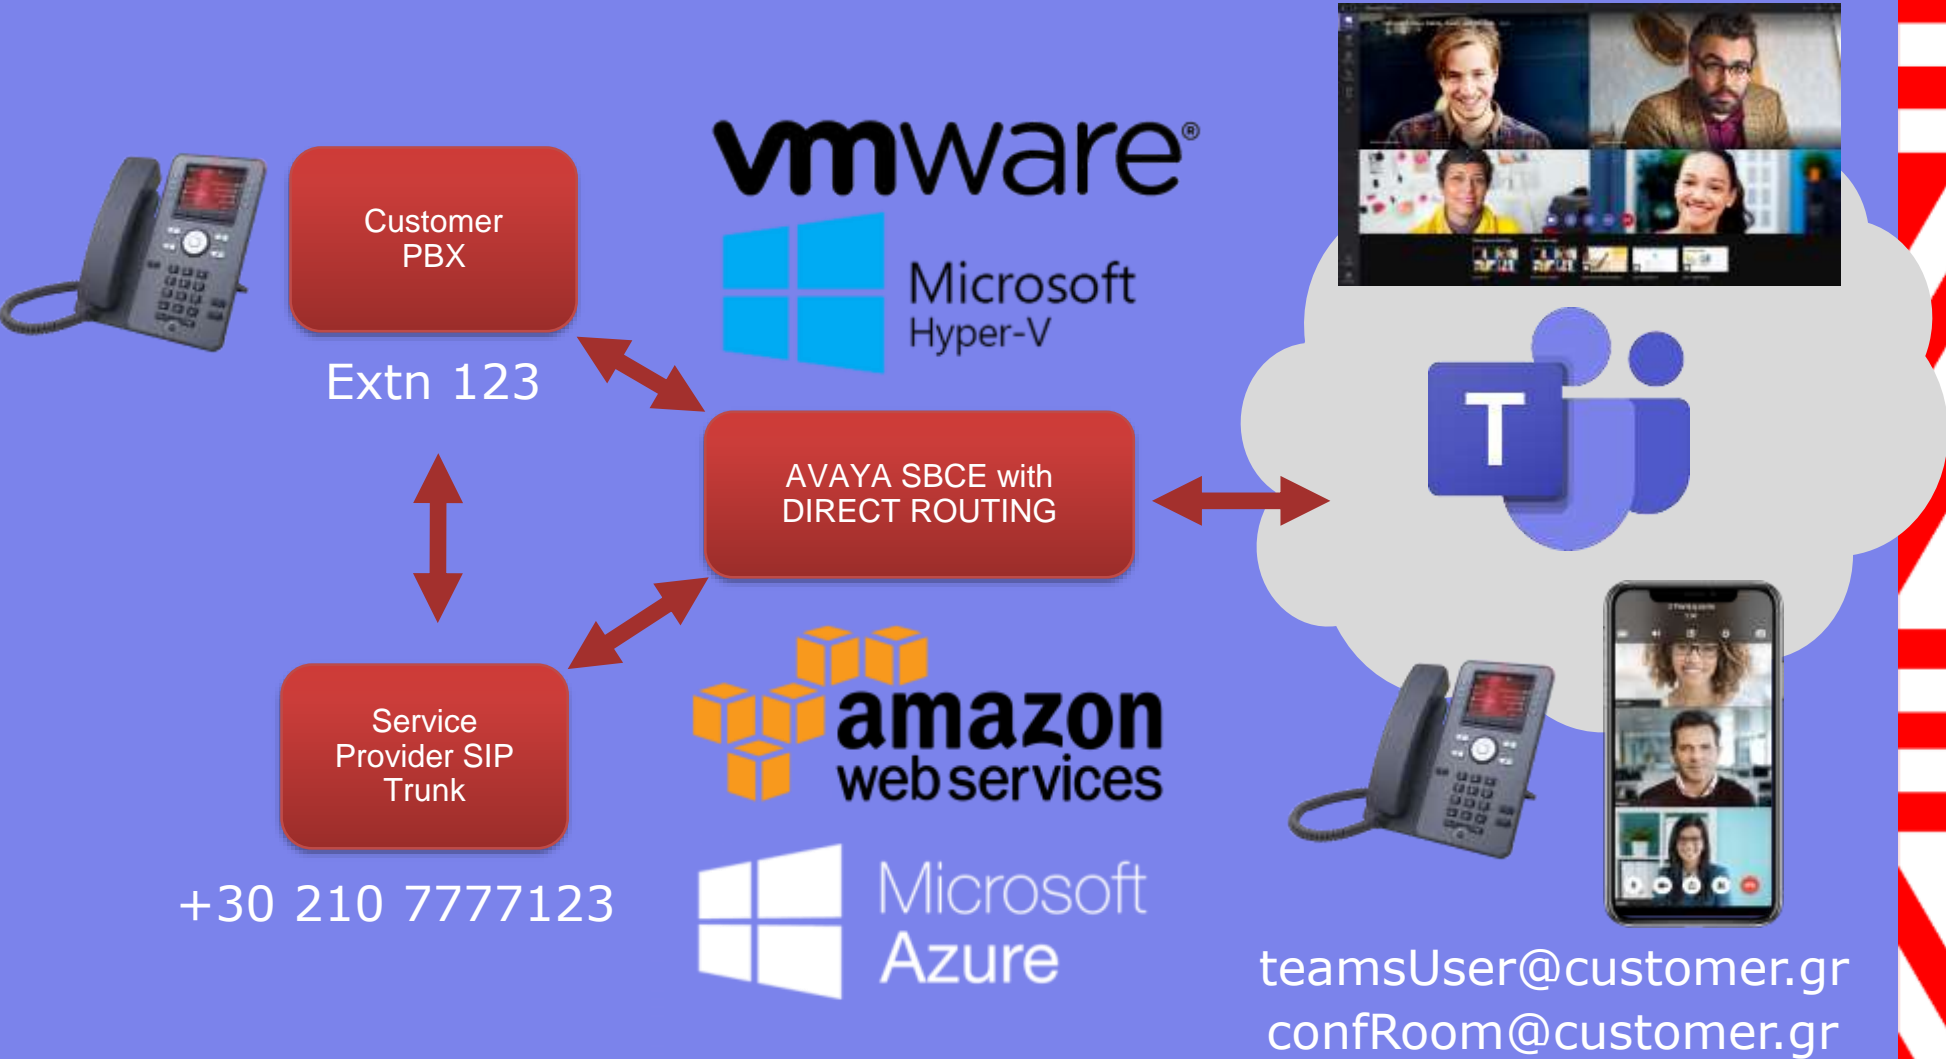 vmware®
Customer
PBX
Microsoft
Hyper-V
Extn 123
T
AVAYA SBCE with
DIRECT ROUTING
amazon
web services
Service
Provider SIP
Trunk
Microsoft
Azure
+30 210 7777123
teamsUser@customer.gr
confRoom@customer.gr